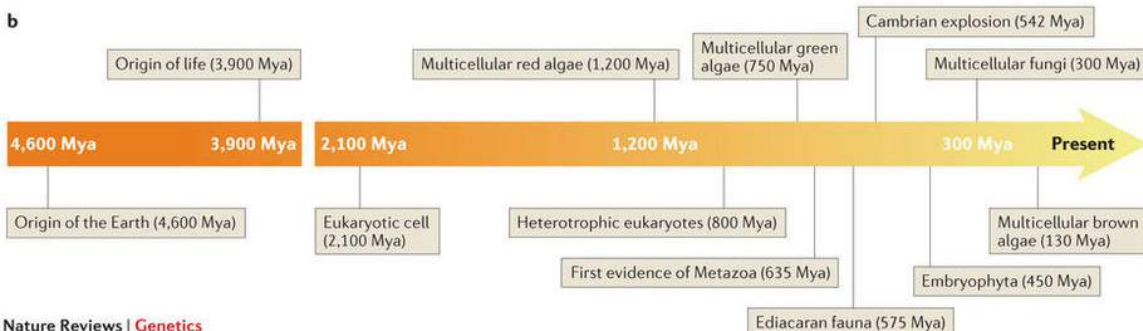 b
Cambrian explosion (542 Mya)
Origin of life (3,900 Mya)
Multicellular red algae (1,200 Mya)
Multicellular green
algae (750 Mya)
Multicellular fungi (300 Mya)
4,600 Mya
3,900 Mya
2,100 Mya
1,200 Mya
300 Mya
Present
Origin of the Earth (4,600 Mya)
Eukaryotic cell
(2,100 Mya)
Heterotrophic eukaryotes (800 Mya)
Multicellular brown
algae (130 Mya)
First evidence of Metazoa (635 Mya)
Embryophyta (450 Mya)
Ediacaran fauna (575 Mya)
Nature Reviews | Genetics